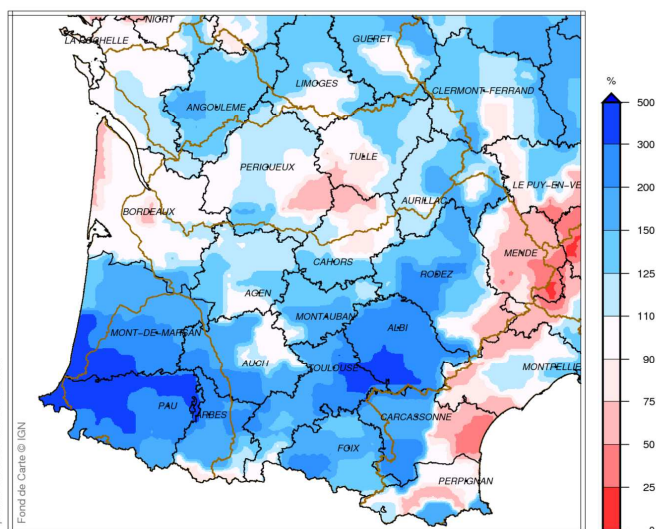 NIORT
LA ROCHELLE
GUERET
LIMOGES
CLERMONT-FERRAND
ANGOULEME
TULLE
PERIGUEUX
LE PUY-EN-VE
AURILLAC
BORDEAUX
MENDE
CAHORS
RODEZ
AGEN
MONTAUBAN
ALBI
MONT-DE-MARSAN
AUCH
TOULOUSE
MONTPELLIE
PAU
TARBES
CARCASSONNE
FOIX
PERPIGNAN
Fond de Carte © IGN
%
500
300
200
150
125
110
90
75
50
25
0